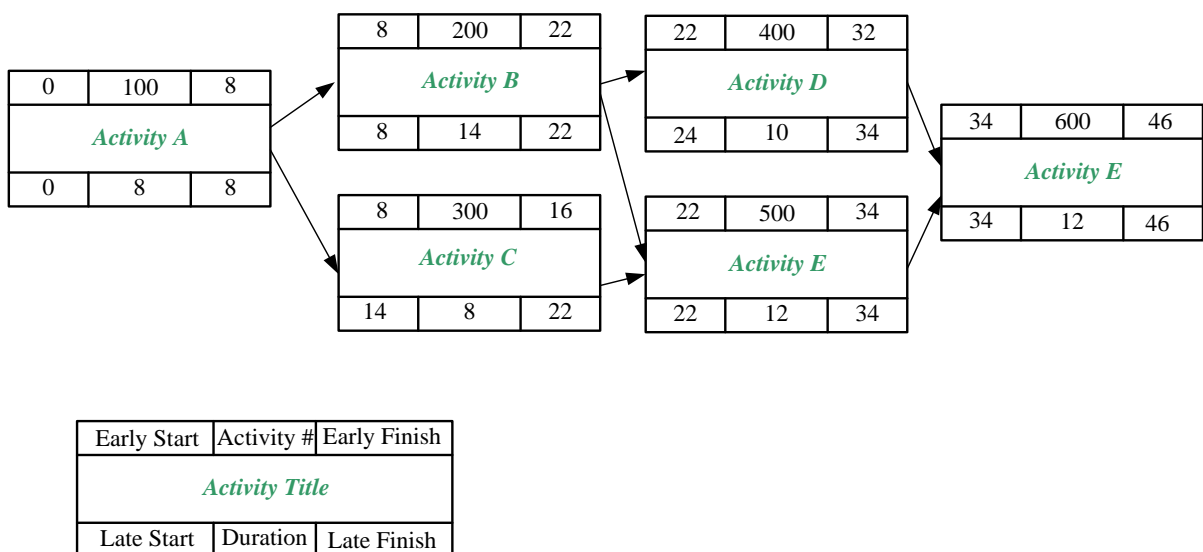 0 100 8
Activity A
0 8 8
8 200 22
Activity B
8 14 22
8 300 16
Activity C
14 8 22
22 400 32
Activity D
24 10 34
22 500 34
Activity E
22 12 34
34 600 46
Activity E
34 12 46
Early Start Activity # Early Finish
Activity Title
Late Start Duration Late Finish